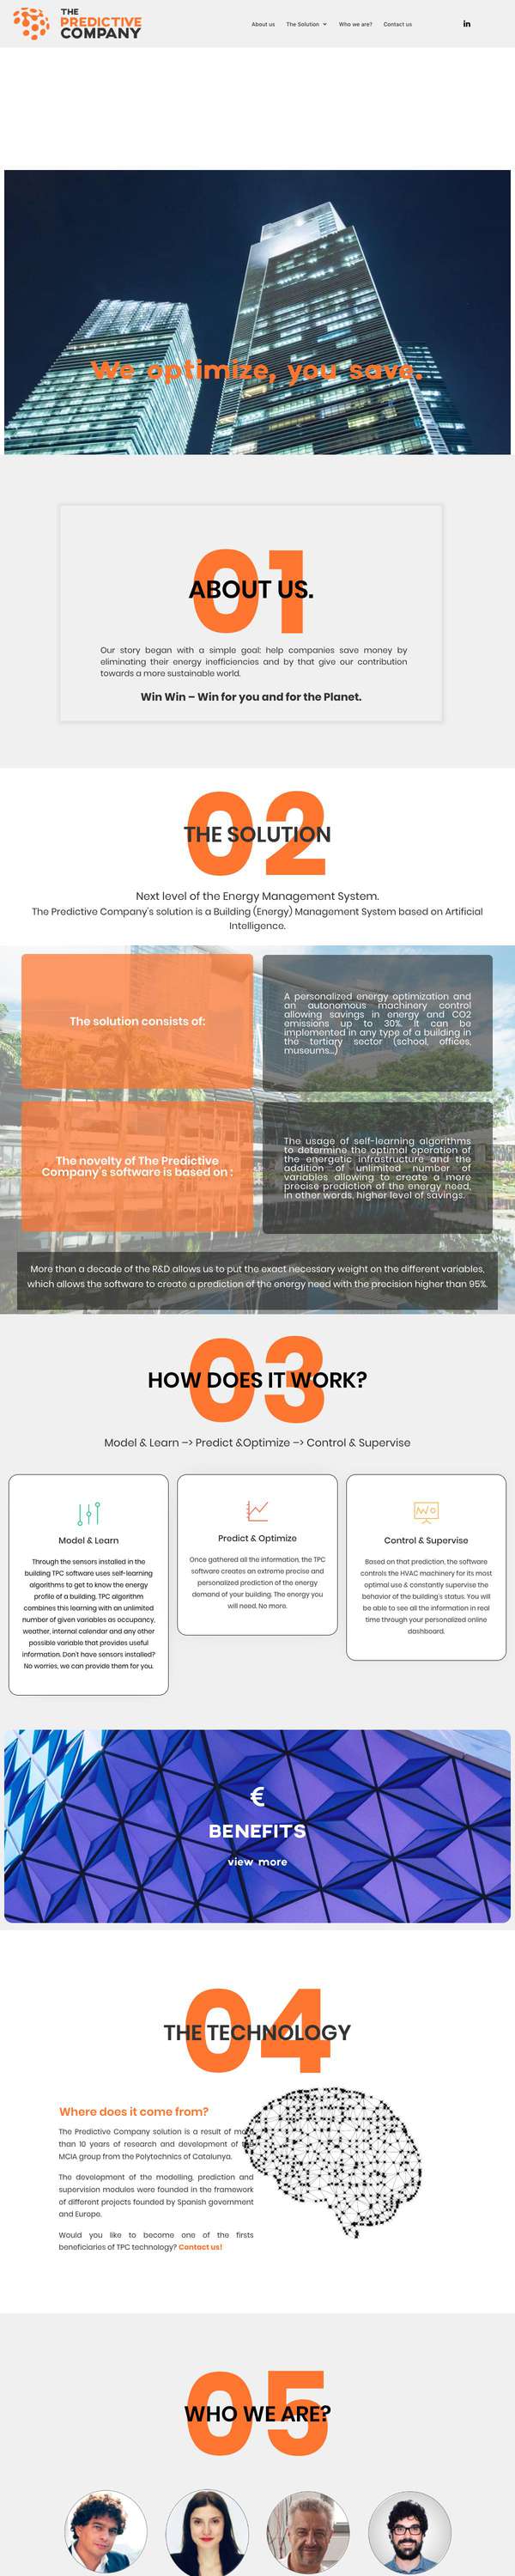 THE
PREDICTIVE
COMPANY
About us The Solution Who we are? Contact us
in
We optimize, you save.
01
ABOUT US.
Our story began with a simple goal: help companies save money by
eliminating their energy inefficiencies and by that give our contribution
towards a more sustainable world.
Win Win – Win for you and for the Planet.
02
THE SOLUTION
Next level of the Energy Management System.
The Predictive Company's solution is a Building (Energy) Management System based on Artificial
Intelligence.
The solution consists of:
A personalized energy optimization and
an autonomous machinery control
allowing savings in energy and CO2
emissions up to 30%. It can be
implemented in any type of a building in
the tertiary sector (school, offices,
museums...)
The novelty of The Predictive
Company's software is based on :
The usage of self-learning algorithms
to determine the optimal operation of
the energetic infrastructure and the
addition of unlimited number of
variables allowing to create a more
precise prediction of the energy need,
in other words, higher level of savings.
More than a decade of the R&D allows us to put the exact necessary weight on the different variables,
which allows the software to create a prediction of the energy need with the precision higher than 95%.
03
HOW DOES IT WORK?
Model & Learn –> Predict &Optimize –> Control & Supervise
Model & Learn
Through the sensors installed in the
building TPC software uses self-learning
algorithms to get to know the energy
profile of a building. TPC algorithm
combines this learning with an unlimited
number of given variables as occupancy,
weather, internal calendar and any other
possible variable that provides useful
information. Don't have sensors installed?
No worries, we can provide them for you.
Predict & Optimize
Once gathered all the information, the TPC
software creates an extreme precise and
personalized prediction of the energy
demand of your building. The energy you
will need. No more.
Control & Supervise
Based on that prediction, the software
controls the HVAC machinery for its most
optimal use & constantly supervise the
behavior of the building's status. You will
be able to see all the information in real
time through your personalized online
dashboard.
€
BENEFITS
view more
04
THE TECHNOLOGY
Where does it come from?
The Predictive Company solution is a result of more
than 10 years of research and development of the
MCIA group from the Polytechnics of Catalunya.
The development of the modelling, prediction and
supervision modules were founded in the framework
of different projects founded by Spanish government
and Europe.
Would you like to become one of the firsts
beneficiaries of TPC technology? Contact us!
05
WHO WE ARE?